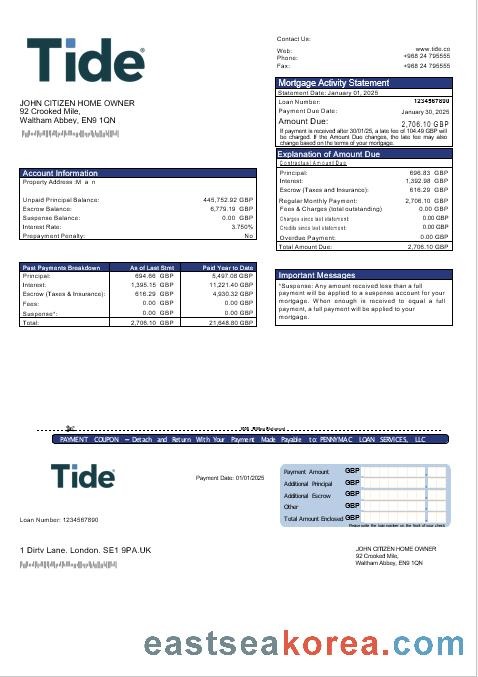 Tide
Contact Us:
Web: www.tide.co
Phone: +968 24 795555
Fax: +968 24 795555
Mortgage Activity Statement
Statement Date: January 01, 2025
Loan Number: 1234567890
Payment Due Date: January 30, 2025
Amount Due: 2,706.10 GBP
If payment is received after 30/01/25, a late fee of 104.49 GBP will
be charged. If the Amount Due changes, the late fee may also
change based on the terms of your mortgage.
JOHN CITIZEN HOME OWNER
92 Crooked Mile,
Waltham Abbey, EN9 1QN
Explanation of Amount Due
Contractual Amount Due
Principal: 696.83 GBP
Interest: 1,392.98 GBP
Escrow (Taxes and Insurance): 616.29 GBP
Regular Monthly Payment: 2,706.10 GBP
Fees & Charges (total outstanding) 0.00 GBP
Charges since last statement: 0.00 GBP
Credits since last statement: 0.00 GBP
Overdue Payment: 0.00 GBP
Total Amount Due: 2,706.10 GBP
Account Information
Property Address :M a n
Unpaid Principal Balance: 445,752.92 GBP
Escrow Balance: 6,779.19 GBP
Suspense Balance: 0.00 GBP
Interest Rate: 3.750%
Prepayment Penalty: No
Past Payments Breakdown As of Last Stmt Paid Year to Date
Principal: 694.66 GBP 5,497.08 GBP
Interest: 1,395.15 GBP 11,221.40 GBP
Escrow (Taxes & Insurance): 616.29 GBP 4,930.32 GBP
Fees: 0.00 GBP 0.00 GBP
Suspense*: 0.00 GBP 0.00 GBP
Total: 2,706.10 GBP 21,648.80 GBP
Important Messages
*Suspense: Any amount received less than a full
payment will be applied to a suspense account for your
mortgage. When enough is received to equal a full
payment, a full payment will be applied to your
mortgage.
PAYMENT COUPON – Detach and Return With Your Payment Made Payable to: PENNYMAC LOAN SERVICES, LLC
Tide
Payment Date: 01/01/2025
Payment Amount GBP
Additional Principal GBP
Additional Escrow GBP
Other GBP
Total Amount Enclosed GBP
Please write the loan number on the front of your check
Loan Number: 1234567890
1 Dirty Lane, London, SE1 9PA,UK
JOHN CITIZEN HOME OWNER
92 Crooked Mile,
Waltham Abbey, EN9 1QN
eastseakorea.com